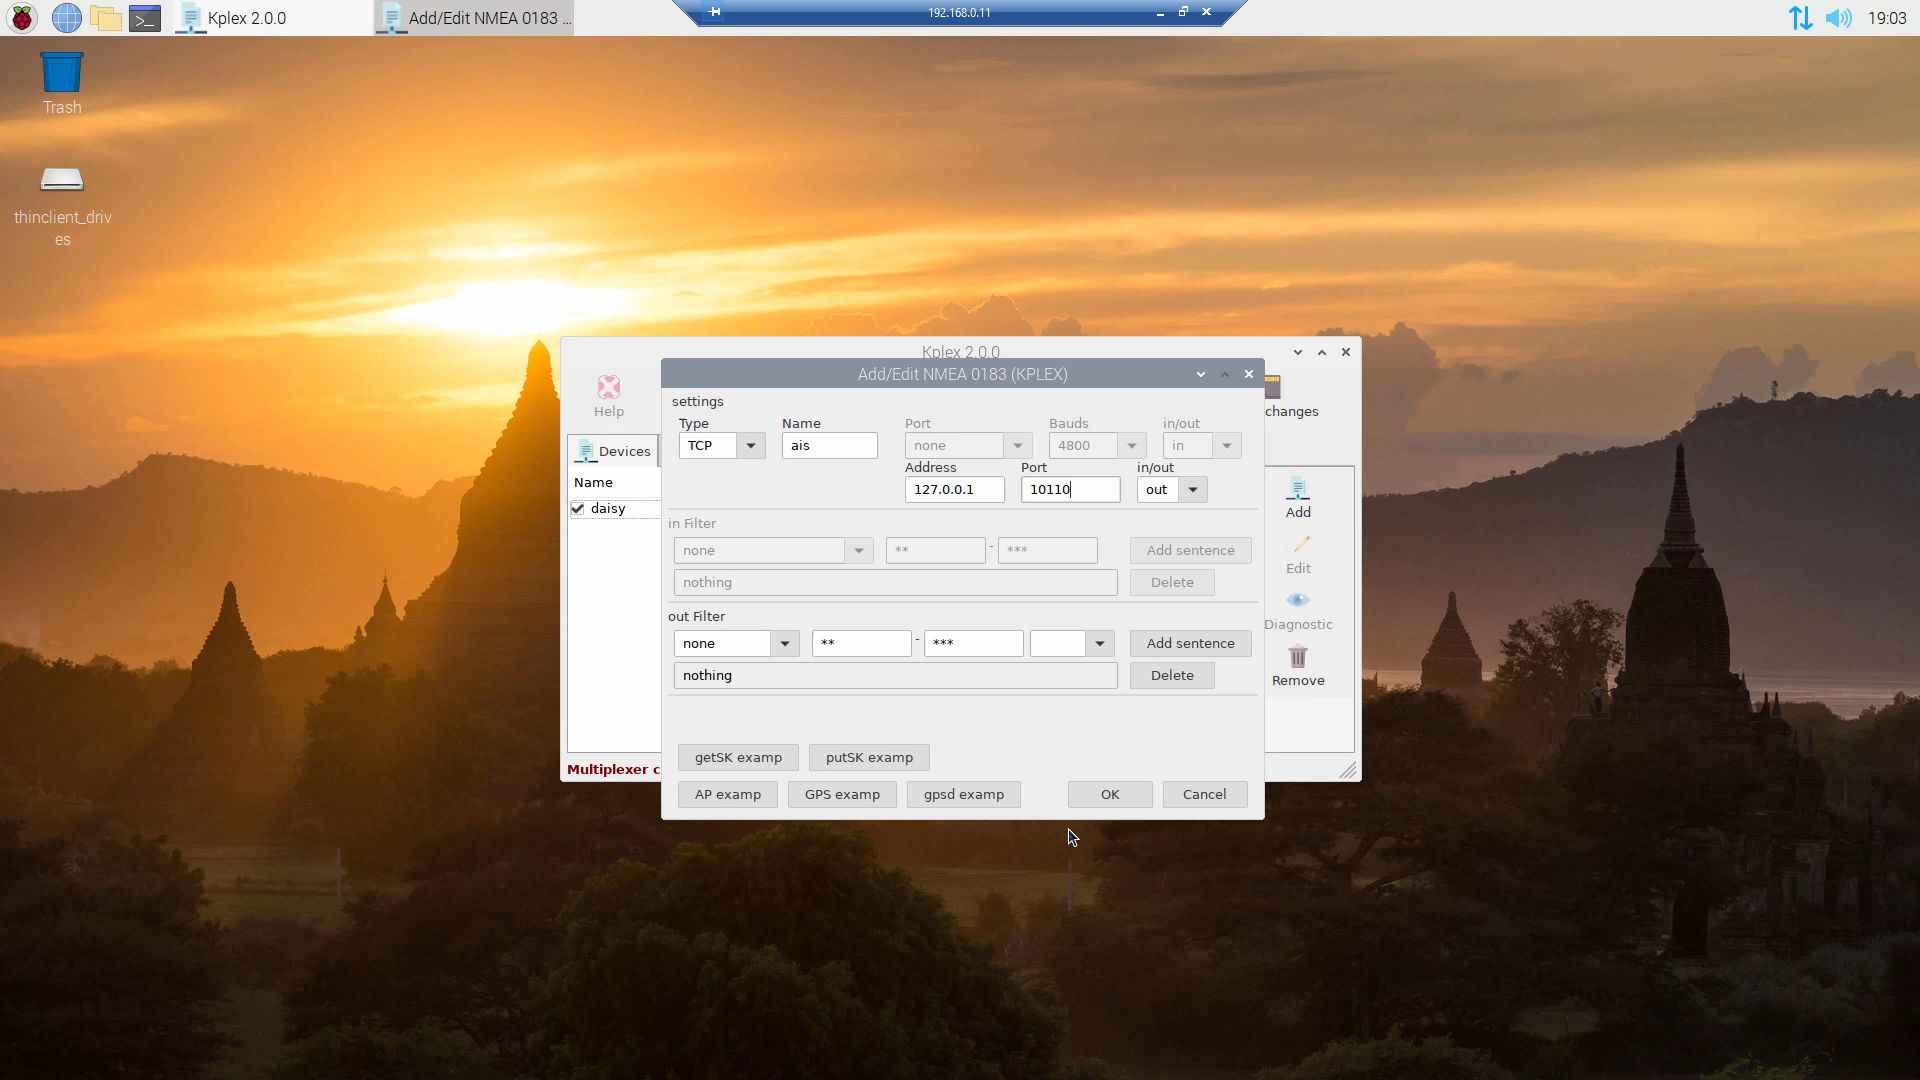 Kplex 2.0.0
Add/Edit NMEA 0183 ...
192.168.0.11
19:03
Trash
thinclient_driv
es
Kplex 2.0.0
Help
changes
Devices
Name
daisy
Add
Edit
Diagnostic
Remove
Multiplexer c
Add/Edit NMEA 0183 (KPLEX)
settings
Type Name Port Bauds in/out
TCP ais none 4800 in
Address Port in/out
127.0.0.1 10110 out
in Filter
none ** - *** Add sentence
nothing Delete
out Filter
none ** - *** Add sentence
nothing Delete
getSK examp putSK examp
AP examp GPS examp gpsd examp OK Cancel